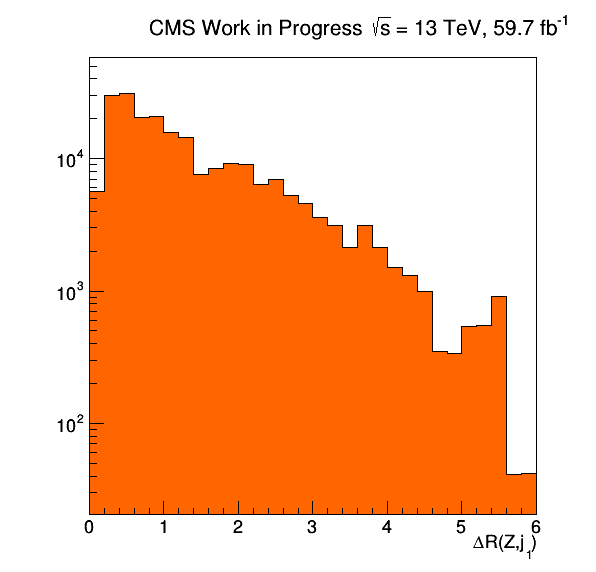 CMS Work in Progress √s = 13 TeV, 59.7 fb⁻¹
10⁴
10³
10²
0 1 2 3 4 5 6
ΔR(Z,j₁)